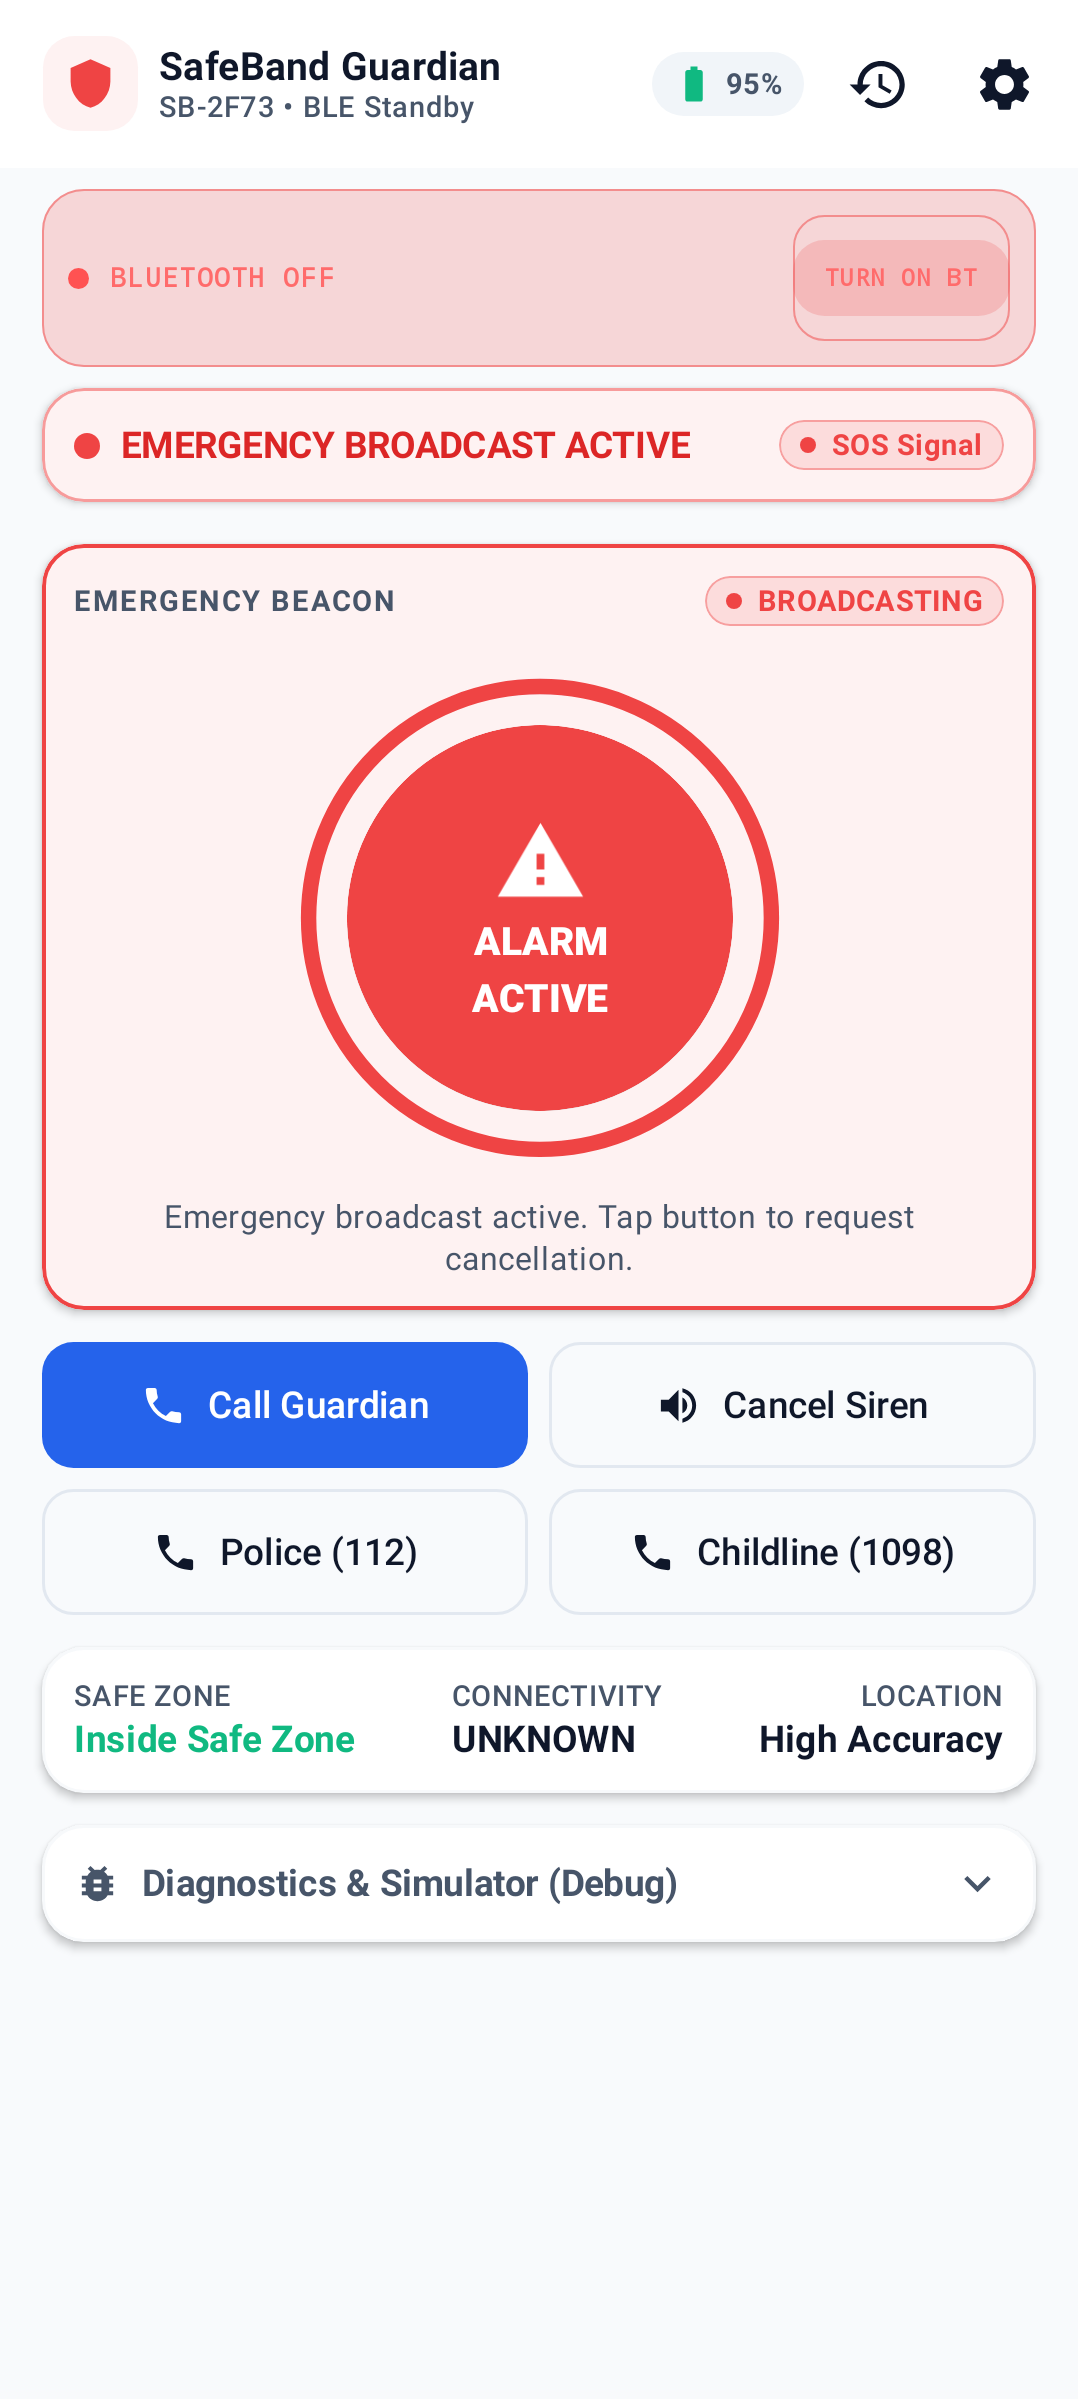 SafeBand Guardian
SB-2F73 • BLE Standby
95%
BLUETOOTH OFF
TURN ON BT
EMERGENCY BROADCAST ACTIVE
SOS Signal
EMERGENCY BEACON
BROADCASTING
ALARM
ACTIVE
Emergency broadcast active. Tap button to request
cancellation.
Call Guardian
Cancel Siren
Police (112)
Childline (1098)
SAFE ZONE
Inside Safe Zone
CONNECTIVITY
UNKNOWN
LOCATION
High Accuracy
Diagnostics & Simulator (Debug)